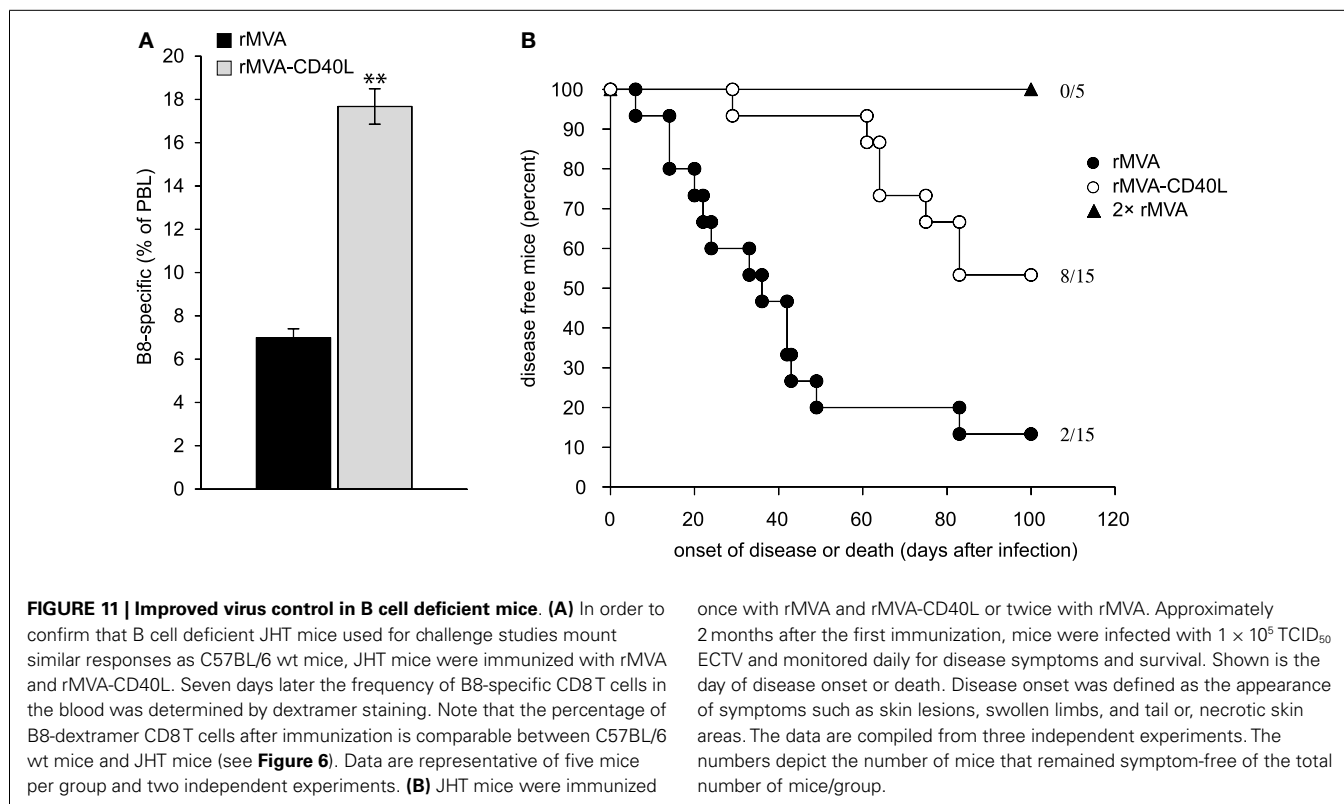 A
rMVA
rMVA-CD40L
20
18
16
14
12
10
8
6
4
2
0
B8-specific (% of PBL)
**
B
100
90
80
70
60
50
40
30
20
10
0
disease free mice (percent)
0
20
40
60
80
100
120
onset of disease or death (days after infection)
0/5
8/15
2/15
rMVA
rMVA-CD40L
2× rMVA
FIGURE 11 | Improved virus control in B cell deficient mice. (A) In order to
confirm that B cell deficient JHT mice used for challenge studies mount
similar responses as C57BL/6 wt mice, JHT mice were immunized with rMVA
and rMVA-CD40L. Seven days later the frequency of B8-specific CD8 T cells in
the blood was determined by dextramer staining. Note that the percentage of
B8-dextramer CD8 T cells after immunization is comparable between C57BL/6
wt mice and JHT mice (see Figure 6). Data are representative of five mice
per group and two independent experiments. (B) JHT mice were immunized
once with rMVA and rMVA-CD40L or twice with rMVA. Approximately
2 months after the first immunization, mice were infected with 1 × 10⁵ TCID₅₀
ECTV and monitored daily for disease symptoms and survival. Shown is the
day of disease onset or death. Disease onset was defined as the appearance
of symptoms such as skin lesions, swollen limbs, and tail or, necrotic skin
areas. The data are compiled from three independent experiments. The
numbers depict the number of mice that remained symptom-free of the total
number of mice/group.